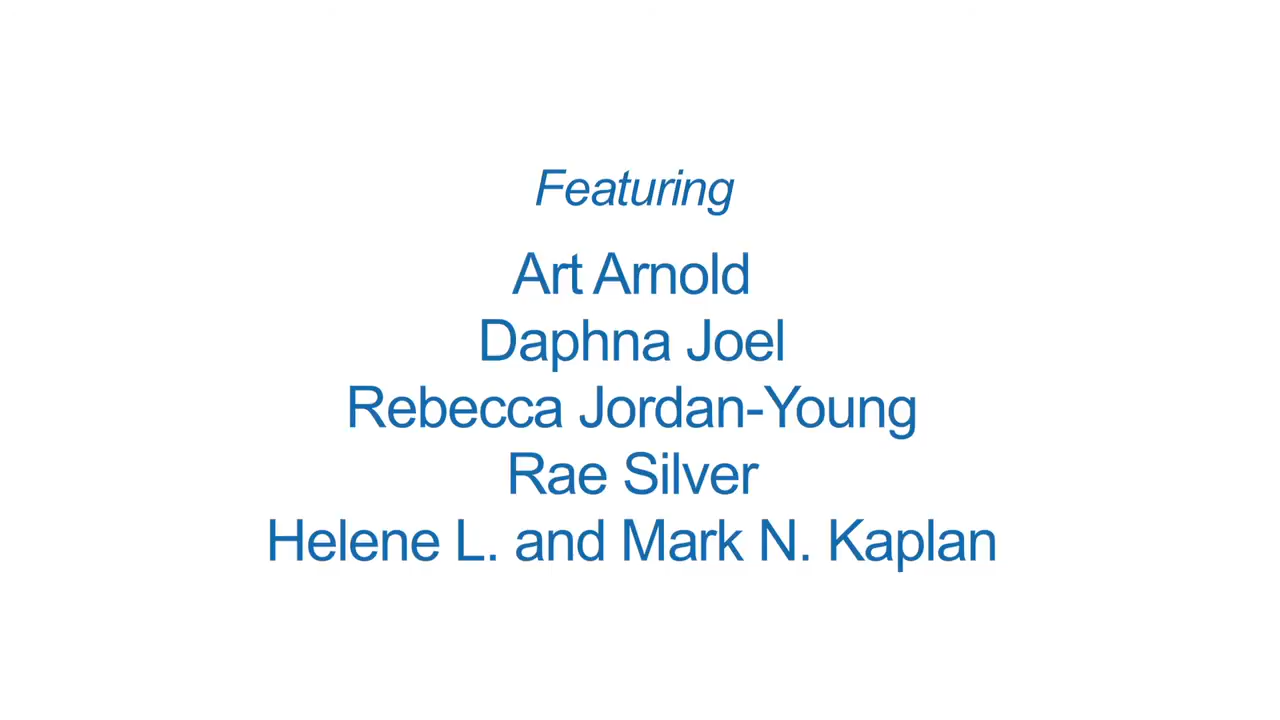 Featuring
Art Arnold
Daphna Joel
Rebecca Jordan-Young
Rae Silver
Helene L. and Mark N. Kaplan